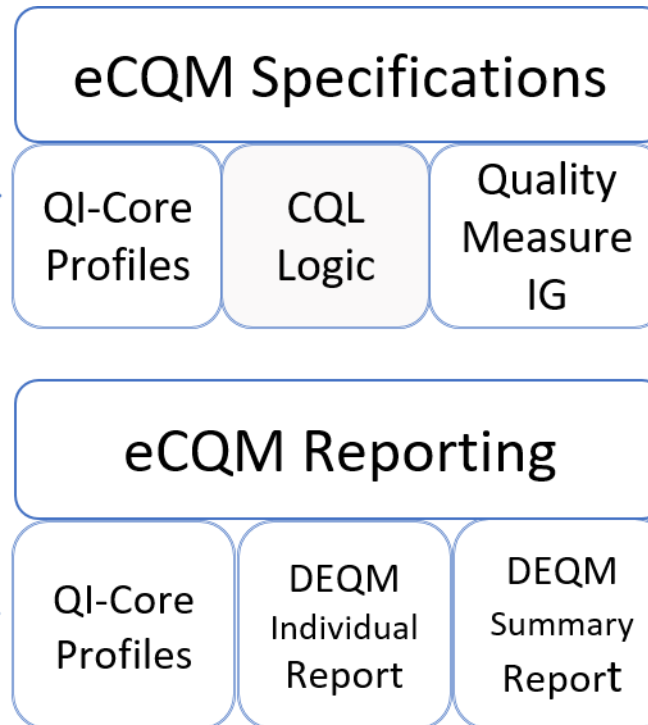 eCQM Specifications
QI-Core
Profiles
CQL
Logic
Quality
Measure
IG
eCQM Reporting
QI-Core
Profiles
DEQM
Individual
Report
DEQM
Summary
Report